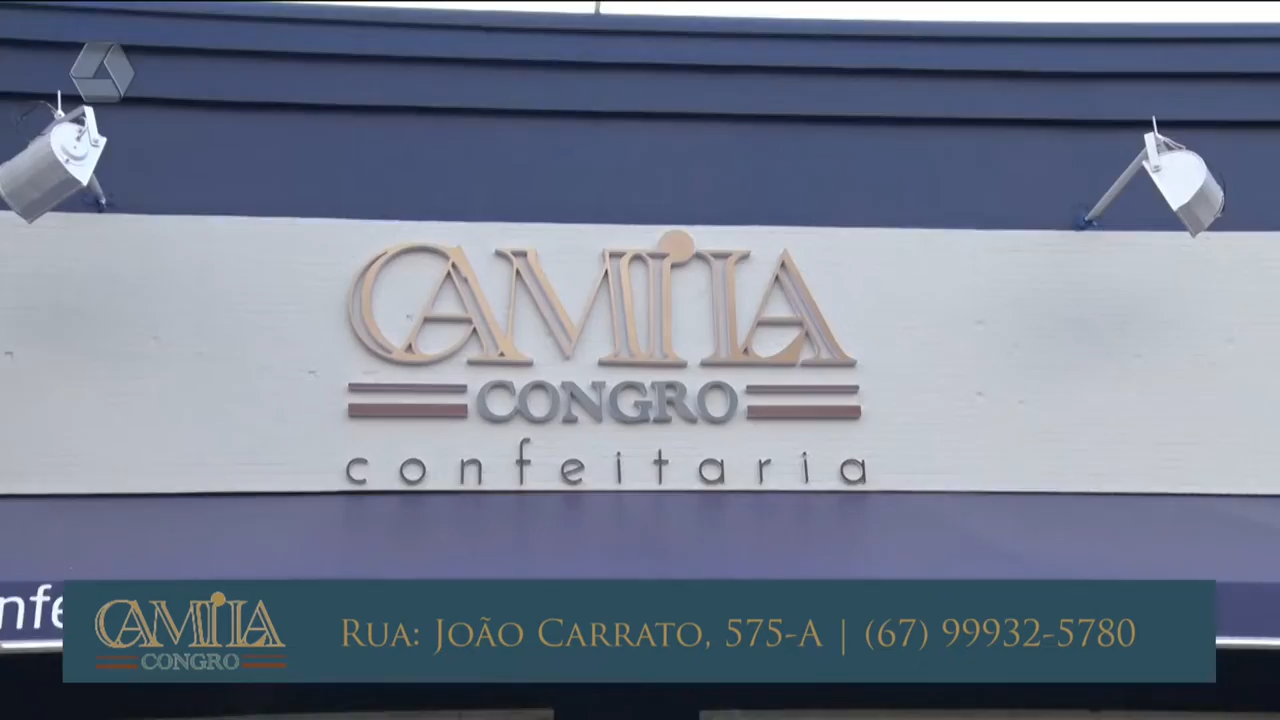 CAMILA
CONGRO
confeitaria
nfe
CAMILA
CONGRO
RUA: JOÃO CARRATO, 575-A | (67) 99932-5780